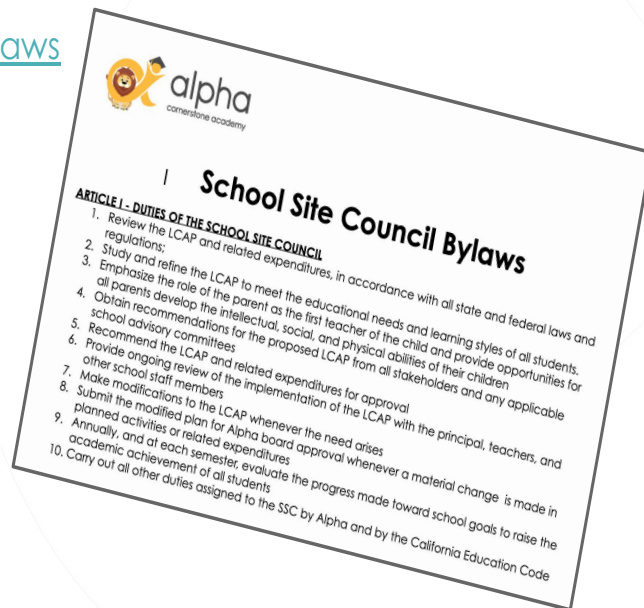 aws
alpha
cornerstone academy
School Site Council Bylaws
ARTICLE I - DUTIES OF THE SCHOOL SITE COUNCIL
1. Review the LCAP and related expenditures, in accordance with all state and federal laws and
regulations;
2. Study and refine the LCAP to meet the educational needs and learning styles of all students.
3. Emphasize the role of the parent as the first teacher of the child and provide opportunities for
all parents develop the intellectual, social, and physical abilities of their children
4. Obtain recommendations for the proposed LCAP from all stakeholders and any applicable
school advisory committees
5. Recommend the LCAP and related expenditures for approval
6. Provide ongoing review of the implementation of the LCAP with the principal, teachers, and
other school staff members
7. Make modifications to the LCAP whenever the need arises
8. Submit the modified plan for Alpha board approval whenever a material change is made in
planned activities or related expenditures
9. Annually, and at each semester, evaluate the progress made toward school goals to raise the
academic achievement of all students
10. Carry out all other duties assigned to the SSC by Alpha and by the California Education Code